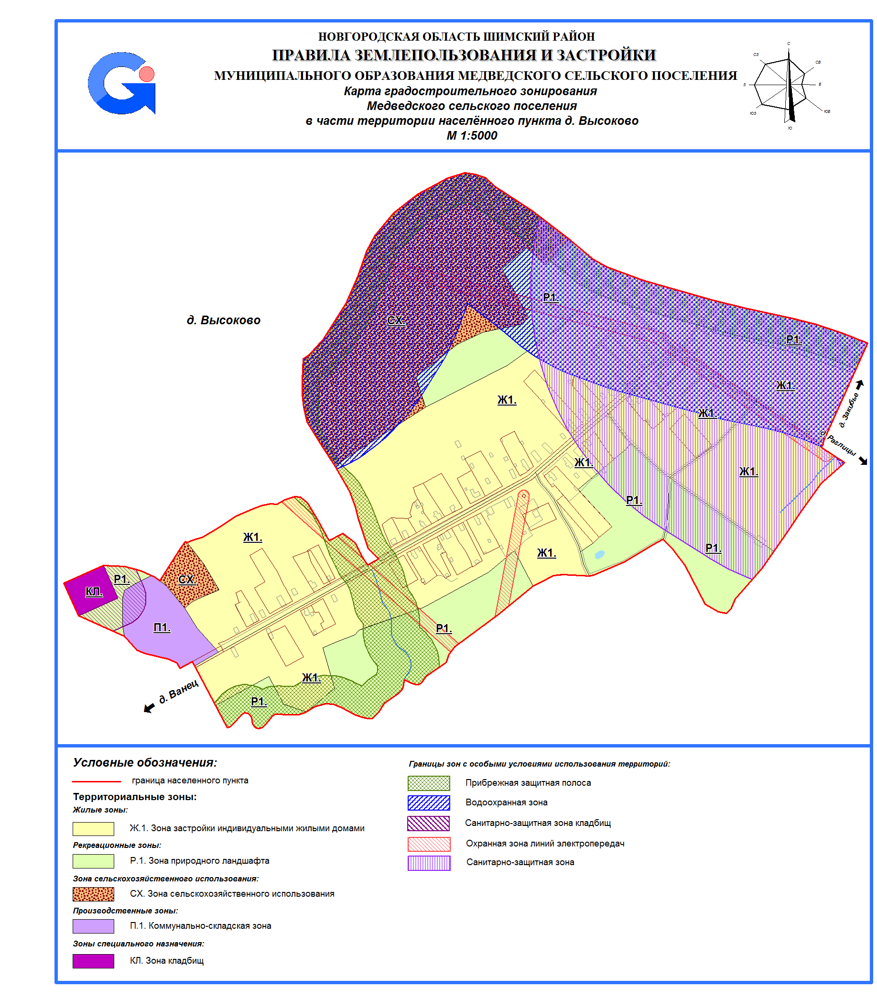 НОВГОРОДСКАЯ ОБЛАСТЬ ШИМСКИЙ РАЙОН
ПРАВИЛА ЗЕМЛЕПОЛЬЗОВАНИЯ И ЗАСТРОЙКИ
МУНИЦИПАЛЬНОГО ОБРАЗОВАНИЯ МЕДВЕДСКОГО СЕЛЬСКОГО ПОСЕЛЕНИЯ
Карта градостроительного зонирования
Медведского сельского поселения
в части территории населённого пункта д. Высоково
М 1:5000
С
СЗ
СВ
З
В
ЮЗ
ЮВ
Ю
Р1.
д. Высоково
СХ.
Р1.
Ж1.
Ж1.
д. Закибье
Ж1.
д. Раглицы
Ж1.
Ж1.
Р1.
Ж1.
Р1.
Ж1.
Р1.
СХ.
КЛ.
П1.
Р1.
Ж1.
д. Ванец
Р1.
Условные обозначения:
граница населенного пункта
Территориальные зоны:
Жилые зоны:
Ж.1. Зона застройки индивидуальными жилыми домами
Рекреационные зоны:
Р.1. Зона природного ландшафта
Зона сельскохозяйственного использования:
СХ. Зона сельскохозяйственного использования
Производственные зоны:
П.1. Коммунально-складская зона
Зоны специального назначения:
КЛ. Зона кладбищ
Границы зон с особыми условиями использования территорий:
Прибрежная защитная полоса
Водоохранная зона
Санитарно-защитная зона кладбищ
Охранная зона линий электропередач
Санитарно-защитная зона